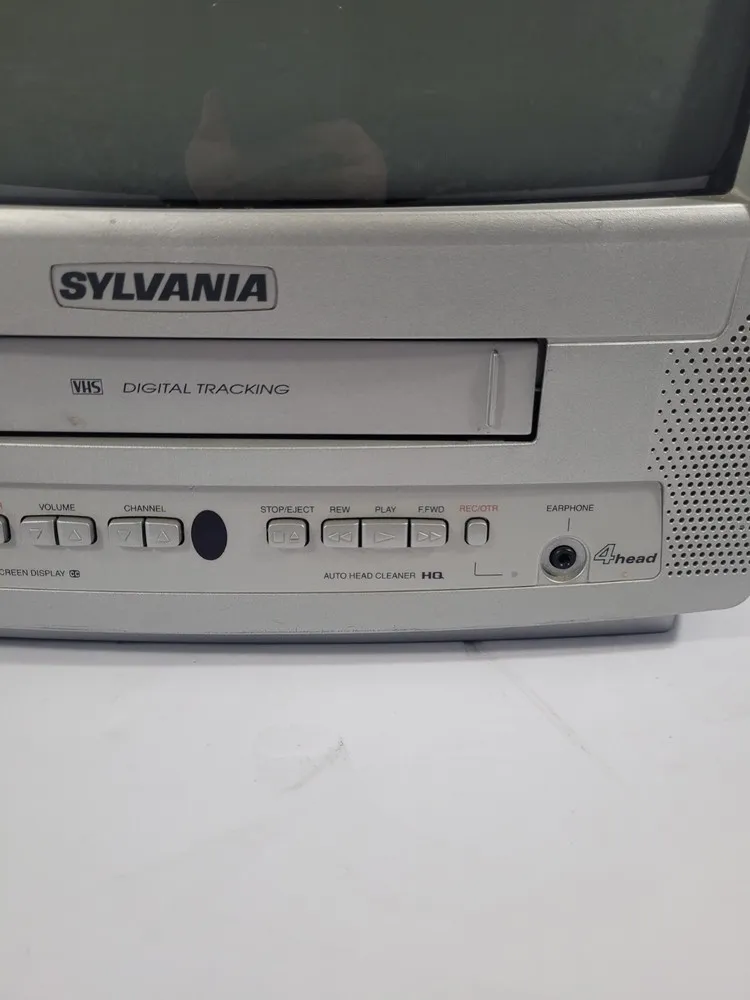 SYLVANIA
VHS DIGITAL TRACKING
VOLUME CHANNEL STOP/EJECT REW PLAY F.FWD REC/OTR EARPHONE
4head
CREEN DISPLAY CC AUTO HEAD CLEANER HQ